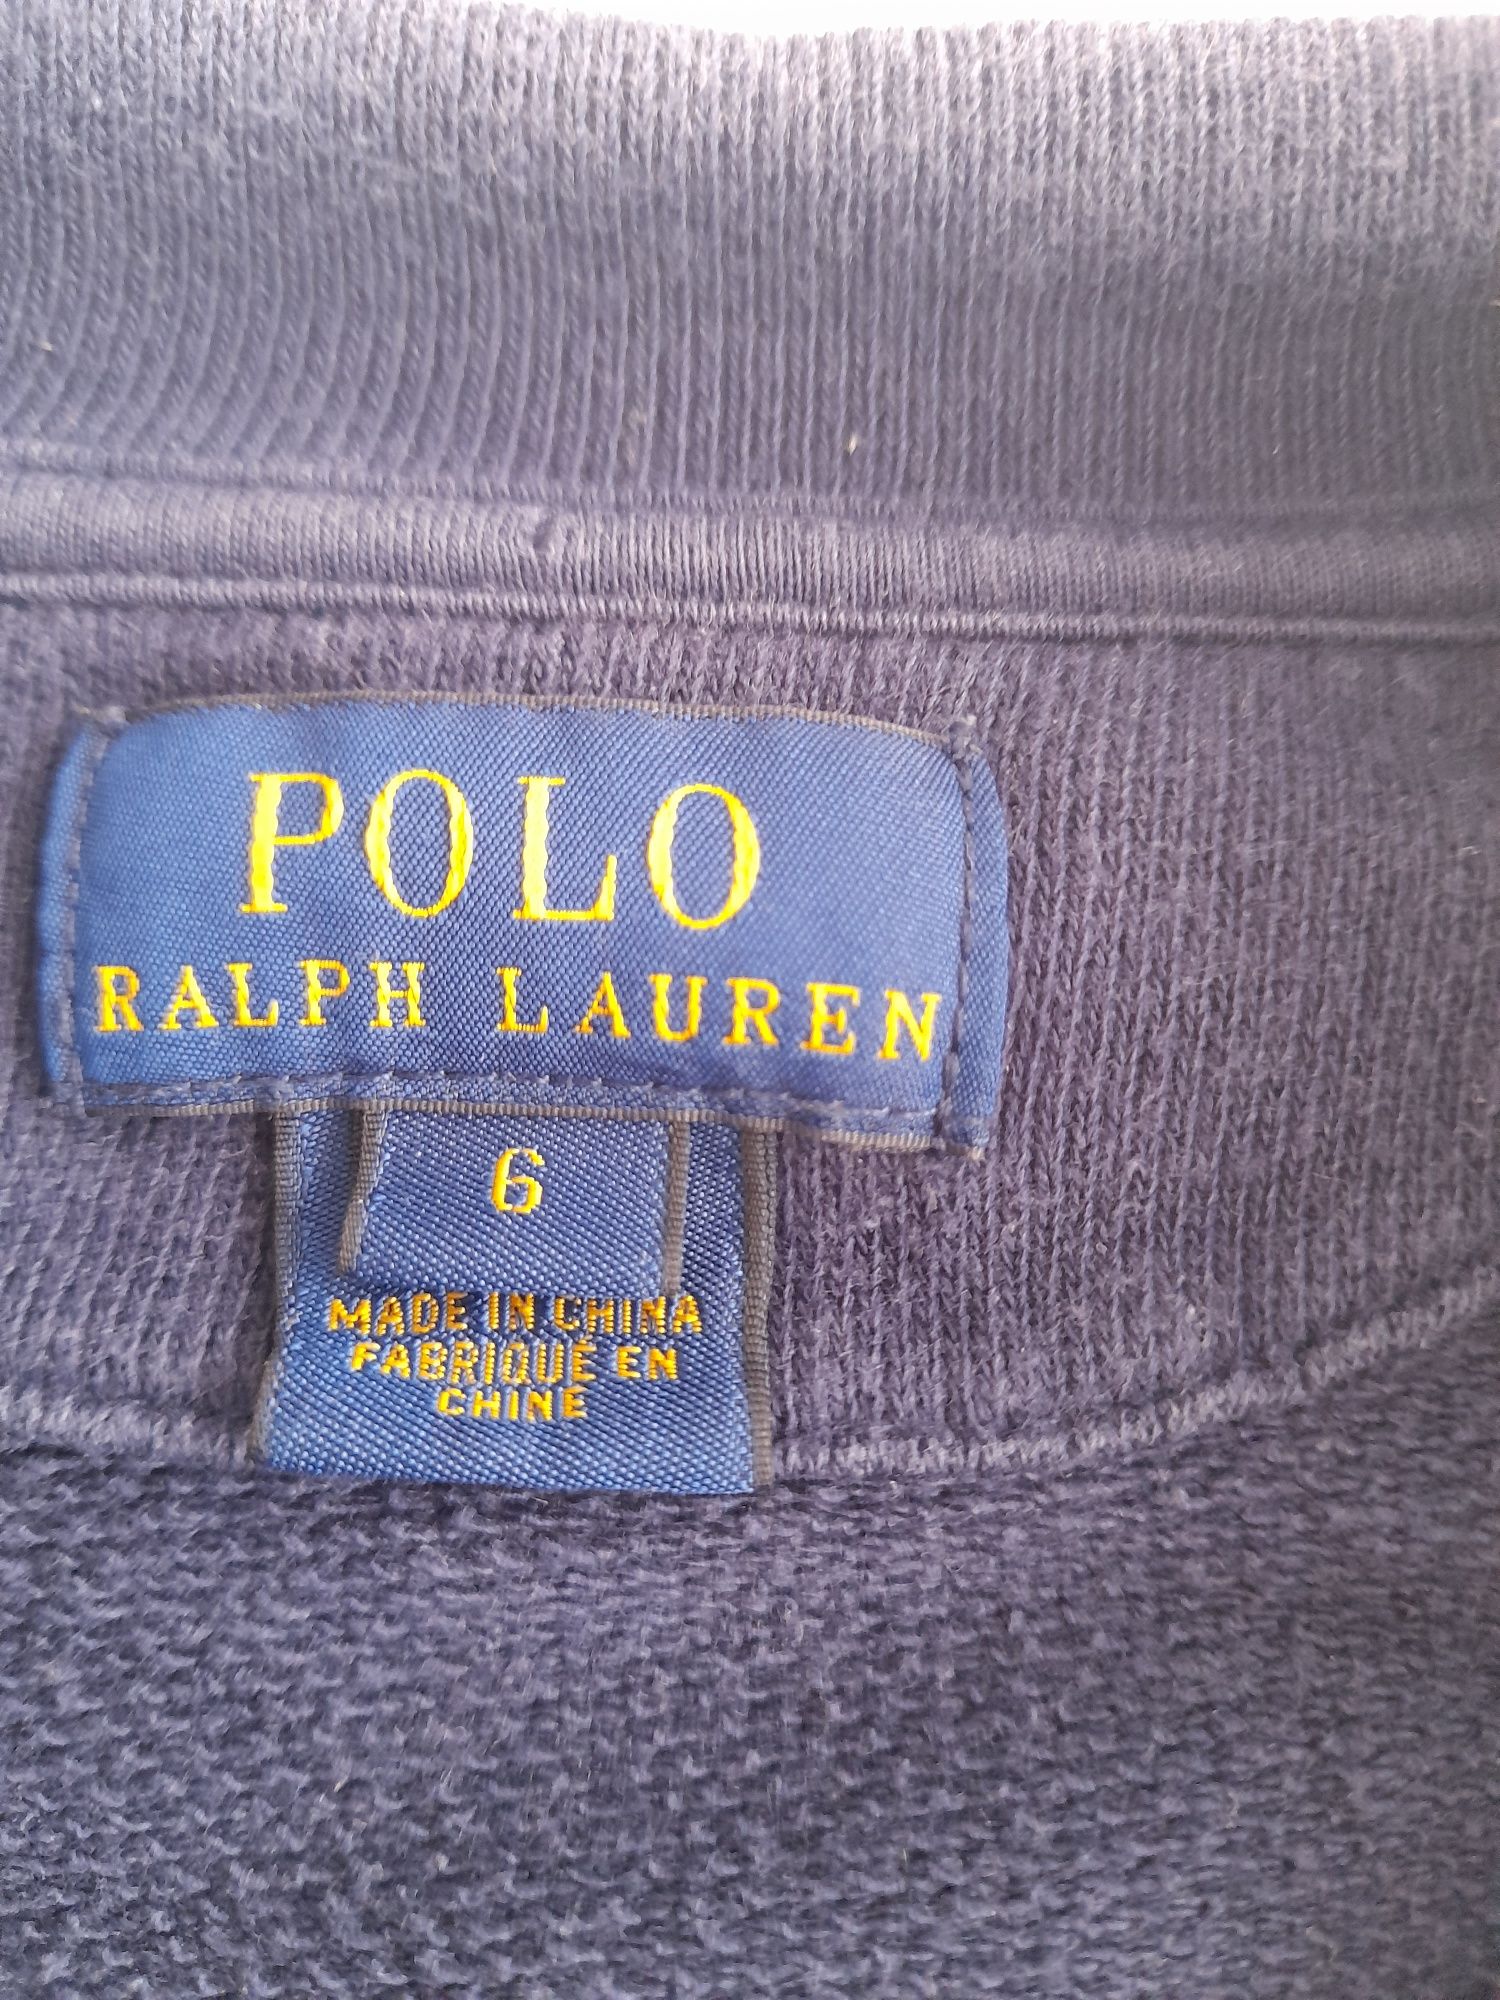 POLO
RALPH LAUREN
6
MADE IN CHINA
FABRIQUÉ EN
CHINE